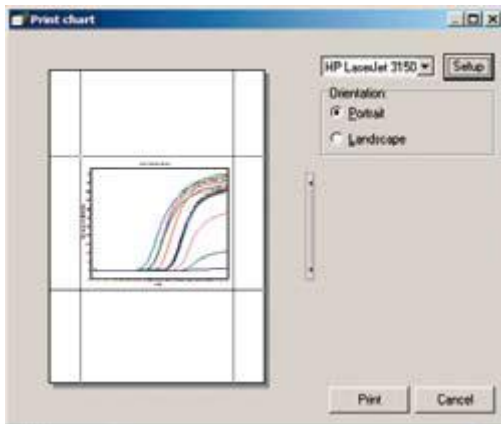 Print chart
HP LaserJet 3150
Setup
Orientation:
Portrait
Landscape
Print
Cancel